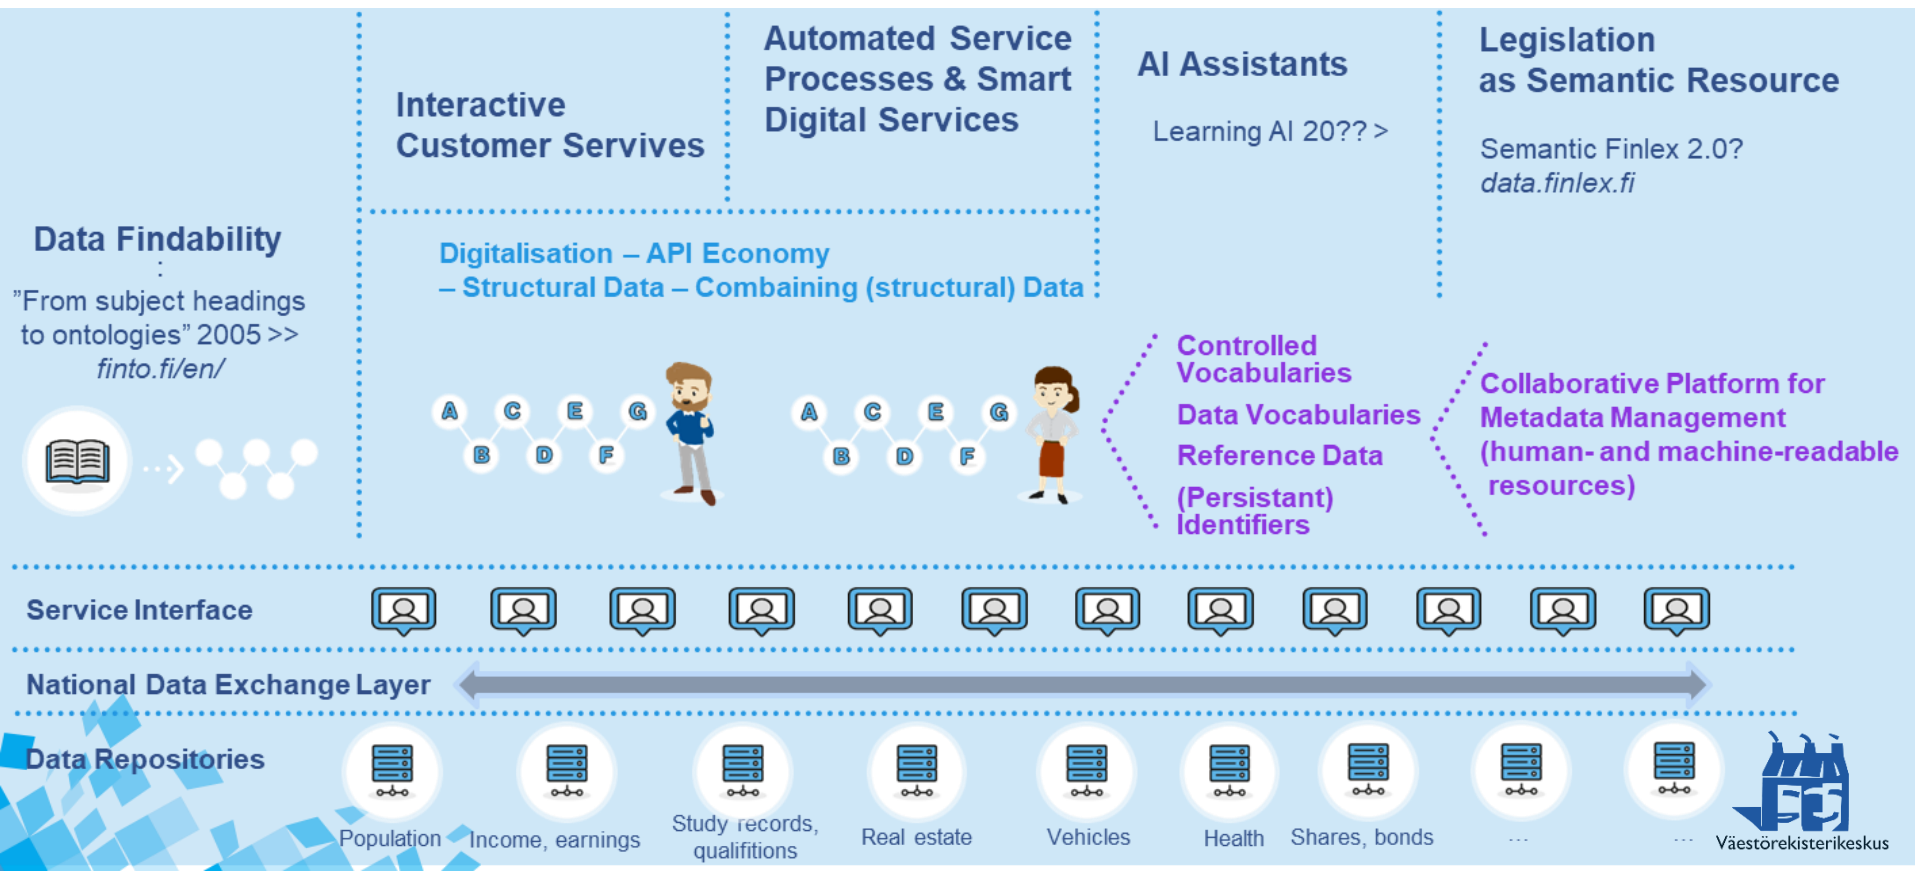 Data Findability
:
”From subject headings
to ontologies” 2005 >>
finto.fi/en/
Interactive
Customer Servives
Automated Service
Processes & Smart
Digital Services
Digitalisation – API Economy
– Structural Data – Combaining (structural) Data
A C E G
B D F
A C E G
B D F
AI Assistants
Learning AI 20?? >
Legislation
as Semantic Resource
Semantic Finlex 2.0?
data.finlex.fi
Controlled
Vocabularies
Data Vocabularies
Reference Data
(Persistant)
Identifiers
Collaborative Platform for
Metadata Management
(human- and machine-readable
resources)
Service Interface
National Data Exchange Layer
Data Repositories
Population
Income, earnings
Study records,
qualifitions
Real estate
Vehicles
Health
Shares, bonds
...
...
Väestörekisterikeskus